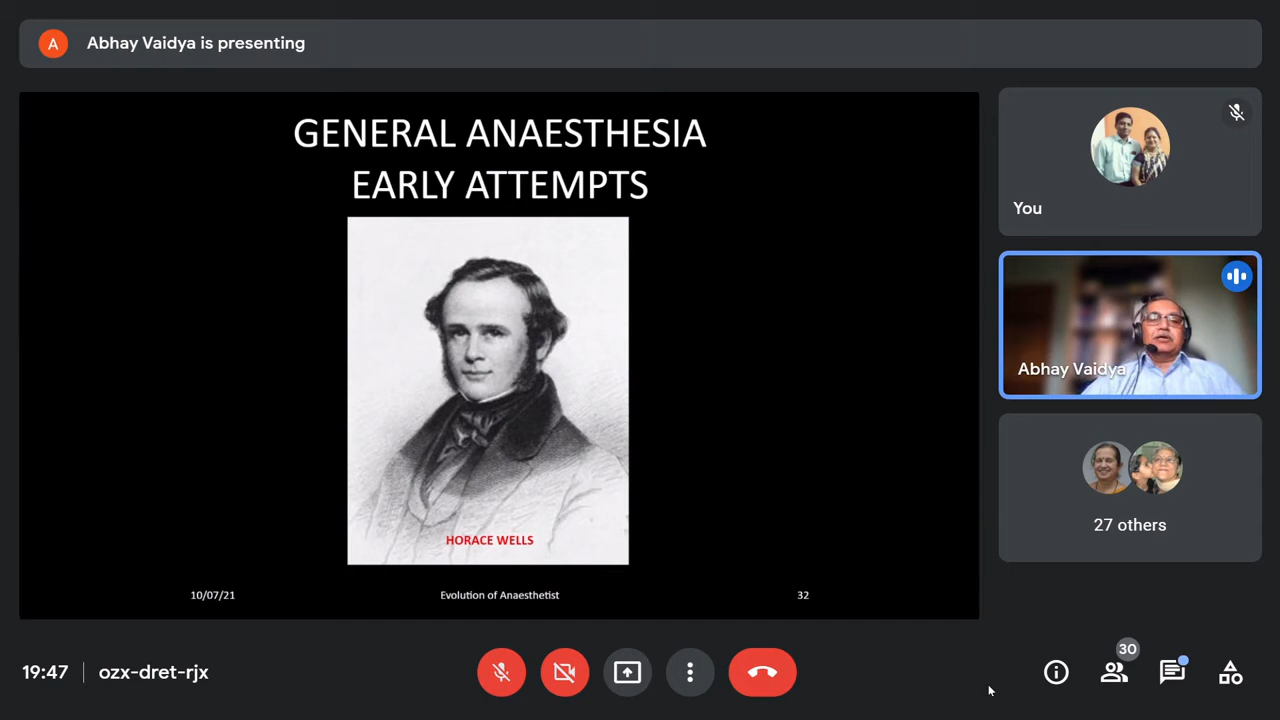 A
Abhay Vaidya is presenting
GENERAL ANAESTHESIA
EARLY ATTEMPTS
HORACE WELLS
10/07/21
Evolution of Anaesthetist
32
You
Abhay Vaidya
27 others
19:47
ozx-dret-rjx
30